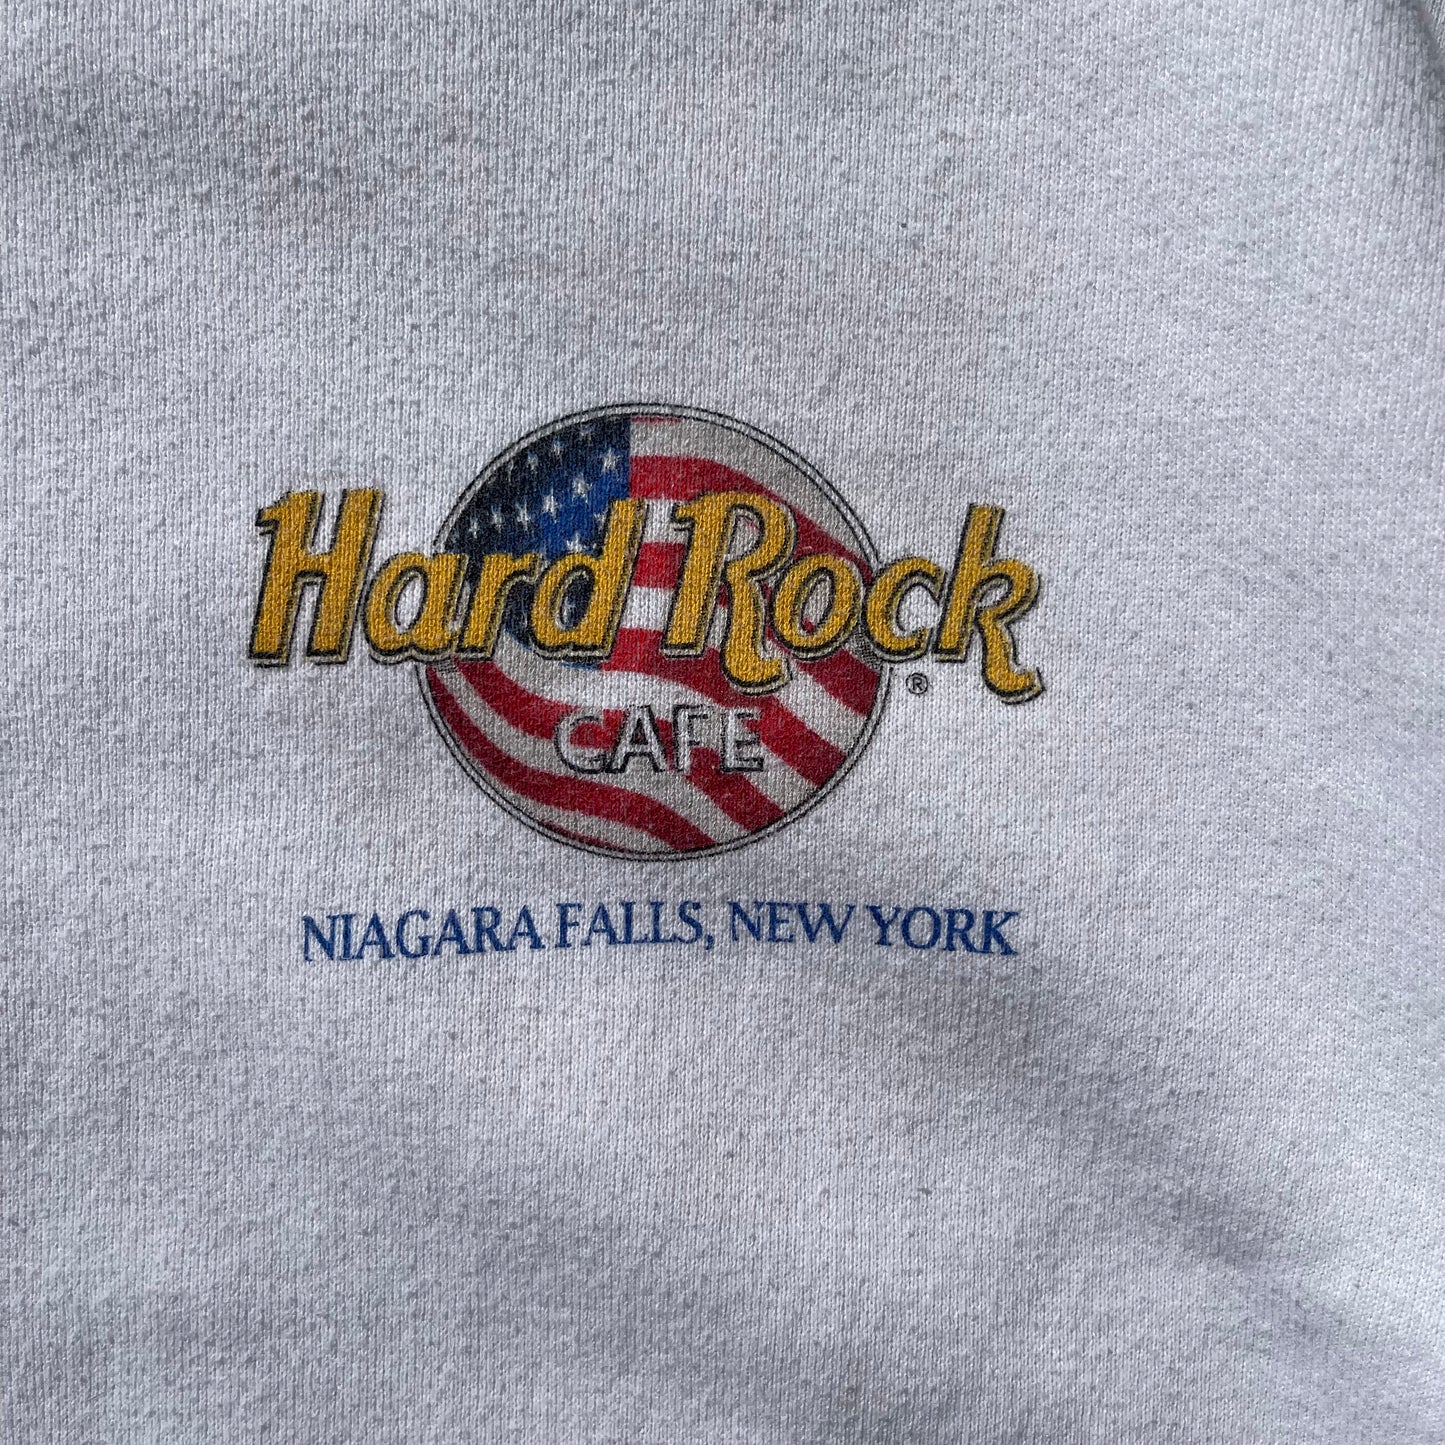 Hard Rock
®
CAFE
NIAGARA FALLS, NEW YORK